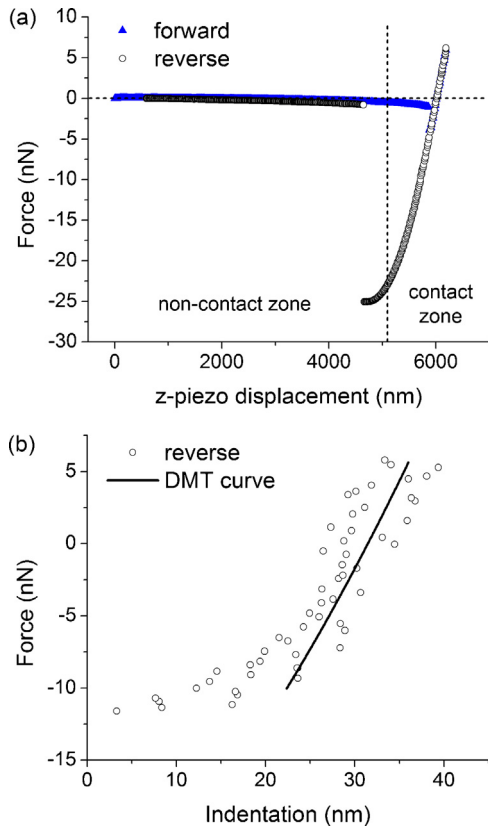 (a)
forward
reverse
5
0
-5
-10
-15
-20
-25
-30
Force (nN)
non-contact zone
contact
zone
0
2000
4000
6000
z-piezo displacement (nm)
(b)
reverse
DMT curve
5
0
-5
-10
-15
Force (nN)
0
10
20
30
40
Indentation (nm)